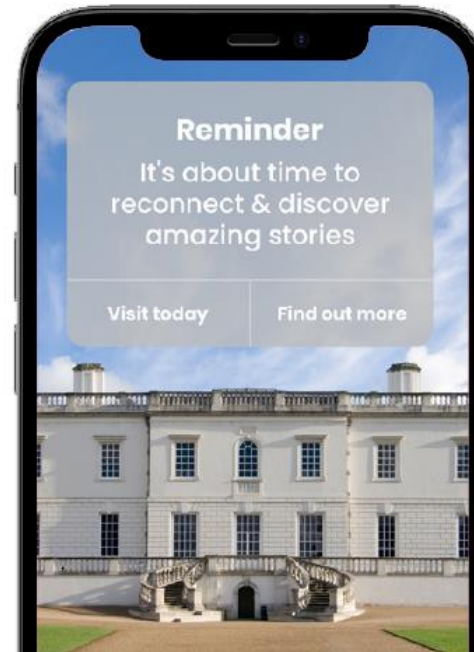 Reminder
It's about time to
reconnect & discover
amazing stories
Visit today
Find out more